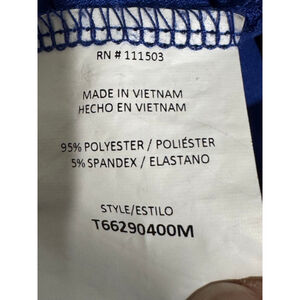 RN # 111503
MADE IN VIETNAM
HECHO EN VIETNAM
95% POLYESTER / POLIÉSTER
5% SPANDEX / ELASTANO
STYLE/ESTILO
T66290400M